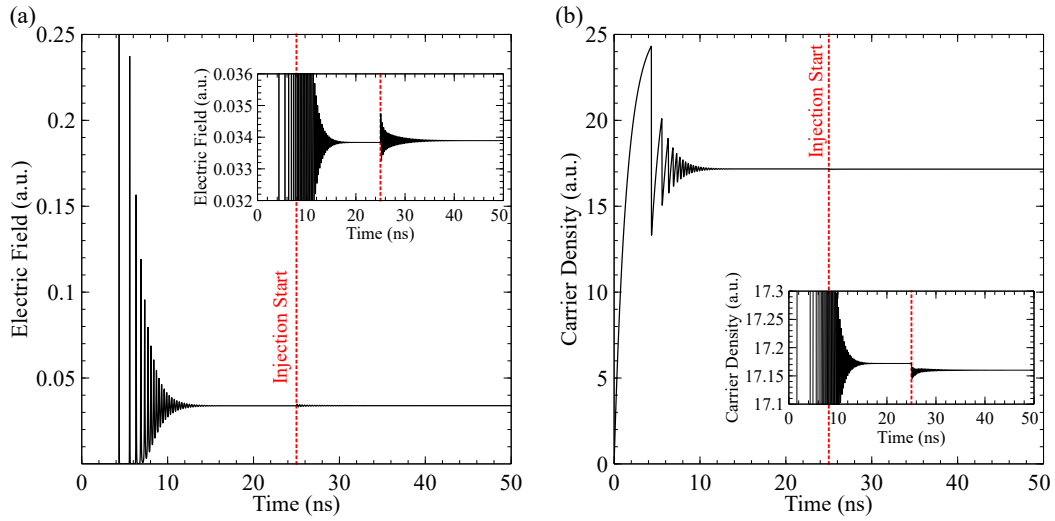 (a)
0.25
0.2
0.15
0.1
0.05
Electric Field (a.u.)
0 10 20 30 40 50
Time (ns)
Injection Start
0.036
0.035
0.034
0.033
0.032
Electric Field (a.u.)
0 10 20 30 40 50
Time (ns)
(b)
25
20
15
10
5
0
Carrier Density (a.u.)
0 10 20 30 40 50
Time (ns)
Injection Start
17.3
17.25
17.2
17.15
17.1
Carrier Density (a.u.)
0 10 20 30 40 50
Time (ns)